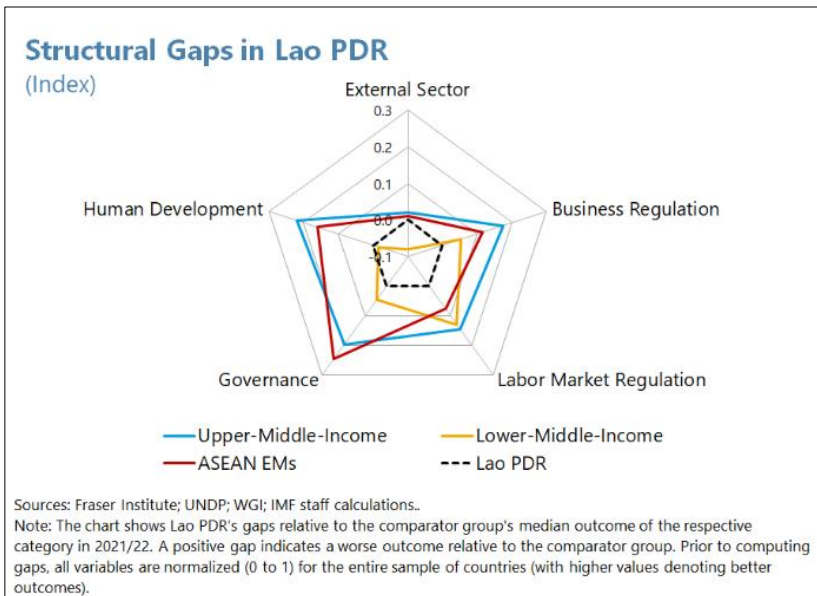 Structural Gaps in Lao PDR
(Index)
External Sector
0.3
0.2
0.1
0.0
-0.1
Human Development
Business Regulation
Governance
Labor Market Regulation
Upper-Middle-Income
Lower-Middle-Income
ASEAN EMs
Lao PDR
Sources: Fraser Institute; UNDP; WGI; IMF staff calculations..
Note: The chart shows Lao PDR's gaps relative to the comparator group's median outcome of the respective
category in 2021/22. A positive gap indicates a worse outcome relative to the comparator group. Prior to computing
gaps, all variables are normalized (0 to 1) for the entire sample of countries (with higher values denoting better
outcomes).